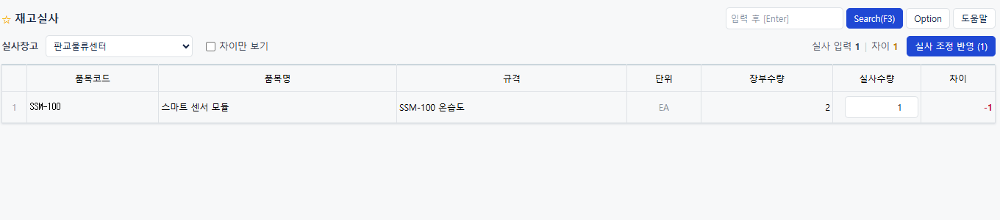 ☆ 재고실사
입력 후 [Enter] Search(F3) Option 도움말
실사창고 판교물류센터 차이만 보기 실사 입력 1 | 차이 1 실사 조정 반영 (1)
품목코드 품목명 규격 단위 장부수량 실사수량 차이
1 SSM-100 스마트 센서 모듈 SSM-100 온습도 EA 2 1 -1